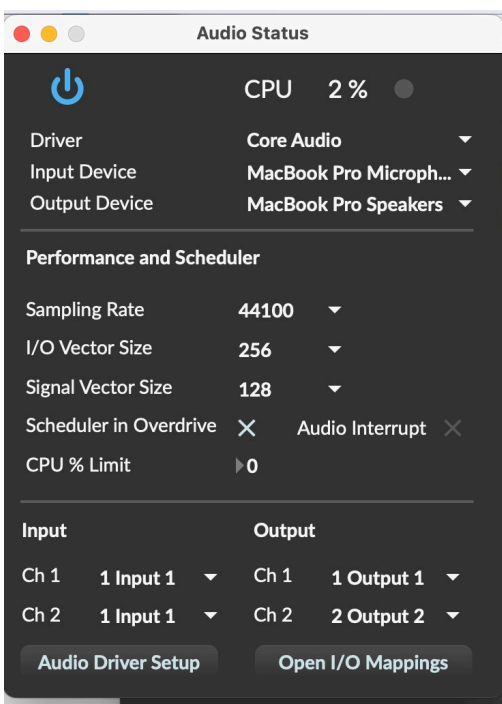 Audio Status
CPU 2 %
Driver Core Audio
Input Device MacBook Pro Microph...
Output Device MacBook Pro Speakers
Performance and Scheduler
Sampling Rate 44100
I/O Vector Size 256
Signal Vector Size 128
Scheduler in Overdrive Audio Interrupt
CPU % Limit 0
Input Output
Ch 1 1 Input 1 Ch 1 1 Output 1
Ch 2 1 Input 1 Ch 2 2 Output 2
Audio Driver Setup Open I/O Mappings